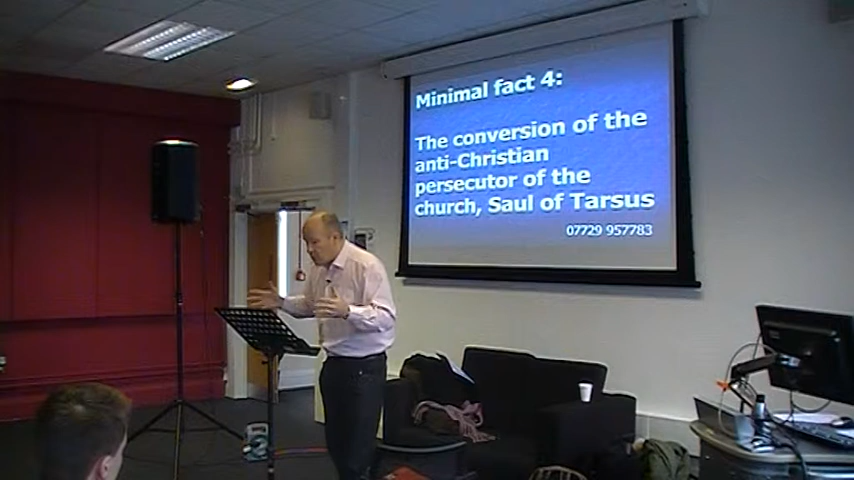 Minimal fact 4:
The conversion of the
anti-Christian
persecutor of the
church, Saul of Tarsus
07729 957783